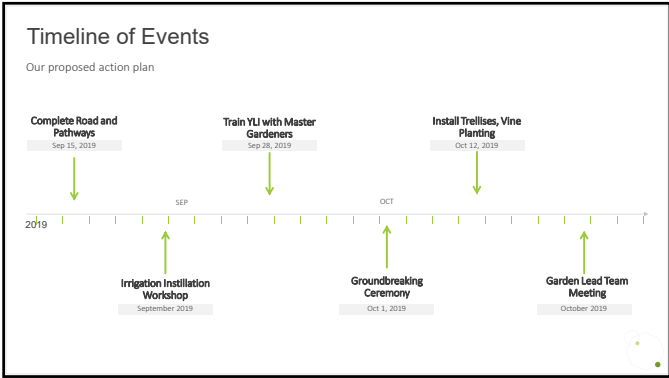 Timeline of Events
Our proposed action plan
Complete Road and
Pathways
Sep 15, 2019
Train YLI with Master
Gardeners
Sep 28, 2019
Install Trellises, Vine
Planting
Oct 12, 2019
SEP
OCT
2019
Irrigation Instillation
Workshop
September 2019
Groundbreaking
Ceremony
Oct 1, 2019
Garden Lead Team
Meeting
October 2019